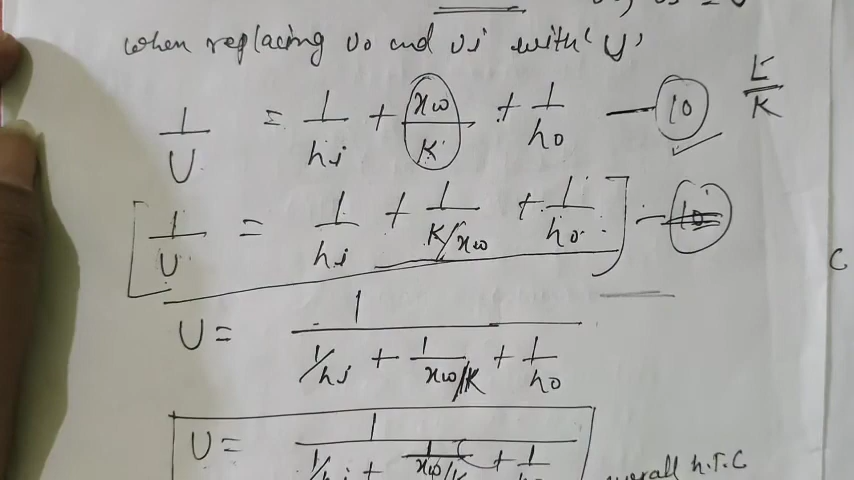 when replacing Uo and Ui with 'U'
1/U = 1/hi + xw/K + 1/ho — 10
L/K
[1/U = 1/hi + 1/(K/xw) + 1/ho] —
C
U = 1/(1/hi + 1/(xw/K) + 1/ho)
U = 1/(1/hi + 1/(xw/K) + 1/ho)
overall h.T.C